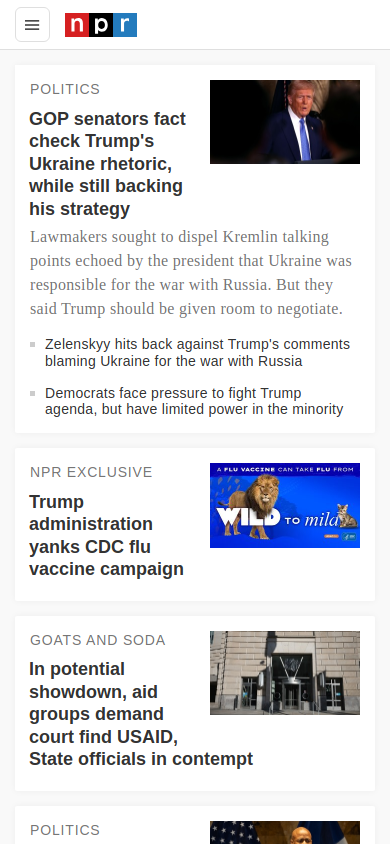 npr
POLITICS
GOP senators fact
check Trump's
Ukraine rhetoric,
while still backing
his strategy
Lawmakers sought to dispel Kremlin talking
points echoed by the president that Ukraine was
responsible for the war with Russia. But they
said Trump should be given room to negotiate.
Zelenskyy hits back against Trump's comments
blaming Ukraine for the war with Russia
Democrats face pressure to fight Trump
agenda, but have limited power in the minority
NPR EXCLUSIVE
Trump
administration
yanks CDC flu
vaccine campaign
A FLU VACCINE CAN TAKE FLU FROM
WILD TO mild
GOATS AND SODA
In potential
showdown, aid
groups demand
court find USAID,
State officials in contempt
POLITICS